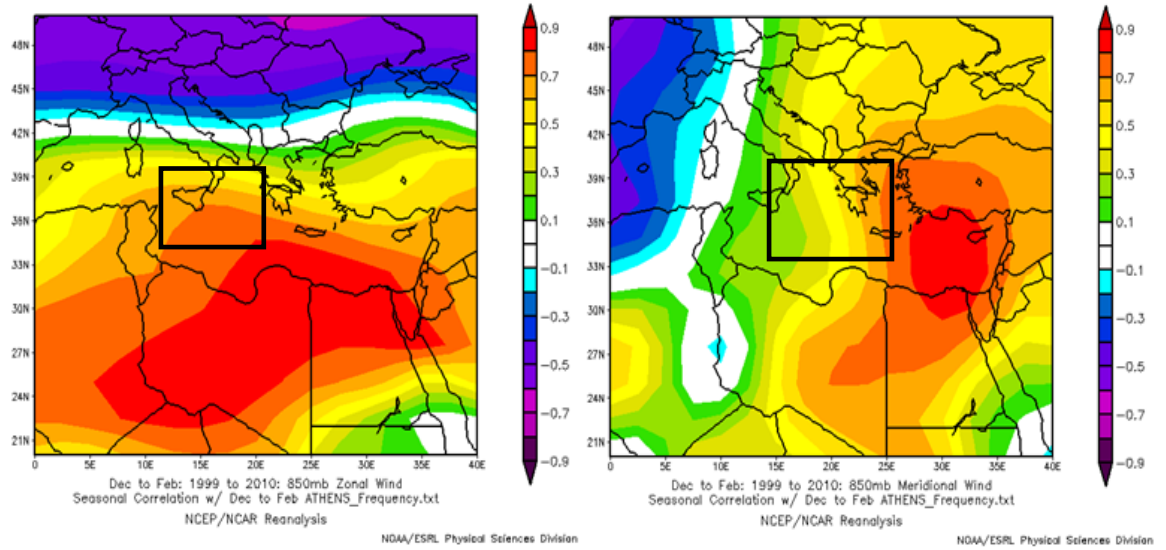 48N
45N
42N
39N
36N
33N
30N
27N
24N
21N
0 5E 10E 15E 20E 25E 30E 35E 40E
0.9
0.7
0.5
0.3
0.1
−0.1
−0.3
−0.5
−0.7
−0.9
Dec to Feb: 1999 to 2010: 850mb Zonal Wind
Seasonal Correlation w/ Dec to Feb ATHENS_Frequency.txt
NCEP/NCAR Reanalysis
NOAA/ESRL Physical Sciences Division
48N
45N
42N
39N
36N
33N
30N
27N
24N
21N
0 5E 10E 15E 20E 25E 30E 35E 40E
0.9
0.7
0.5
0.3
0.1
−0.1
−0.3
−0.5
−0.7
−0.9
Dec to Feb: 1999 to 2010: 850mb Meridional Wind
Seasonal Correlation w/ Dec to Feb ATHENS_Frequency.txt
NCEP/NCAR Reanalysis
NOAA/ESRL Physical Sciences Division